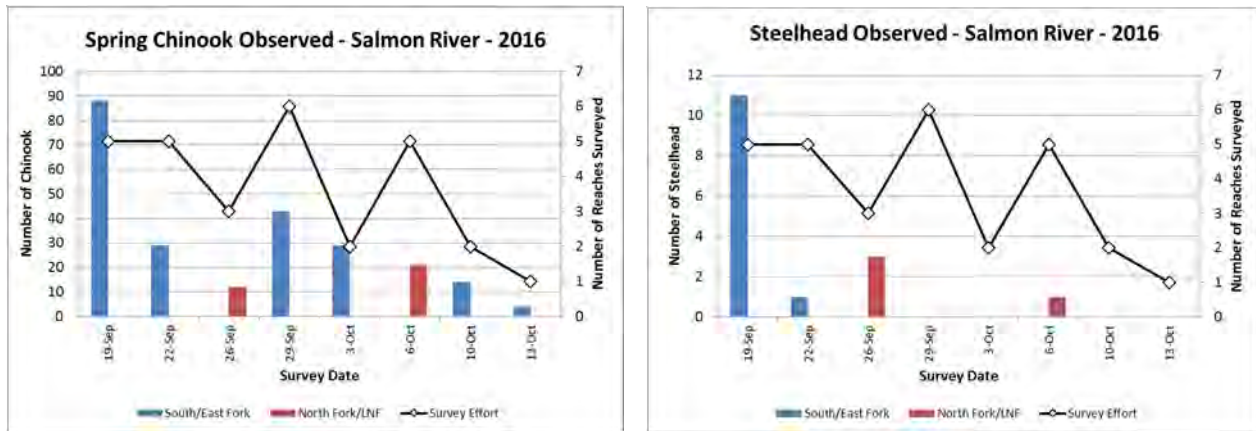 Spring Chinook Observed - Salmon River - 2016
Number of Chinook
100
90
80
70
60
50
40
30
20
10
0
7
6
5
4
3
2
1
0
Number of Reaches Surveyed
19-Sep
22-Sep
26-Sep
29-Sep
3-Oct
6-Oct
10-Oct
13-Oct
Survey Date
South/East Fork
North Fork/LNF
Survey Effort
Steelhead Observed - Salmon River - 2016
Number of Steelhead
12
10
8
6
4
2
0
7
6
5
4
3
2
1
0
Number of Reaches Surveyed
19-Sep
22-Sep
26-Sep
29-Sep
3-Oct
6-Oct
10-Oct
13-Oct
Survey Date
South/East Fork
North Fork/LNF
Survey Effort